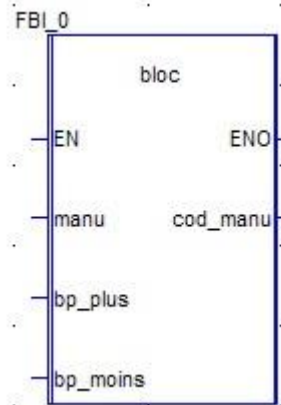 FBI_0
bloc
EN ENO
manu cod_manu
bp_plus
bp_moins